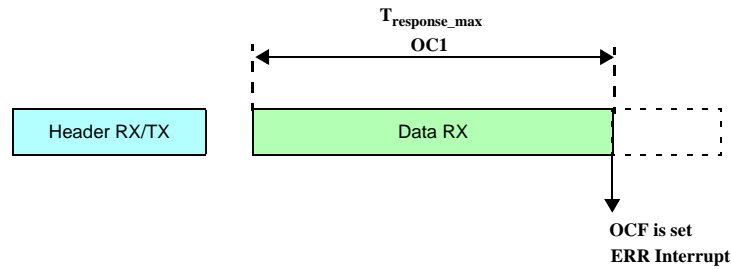 Tresponse_max
OC1
Header RX/TX
Data RX
OCF is set
ERR Interrupt